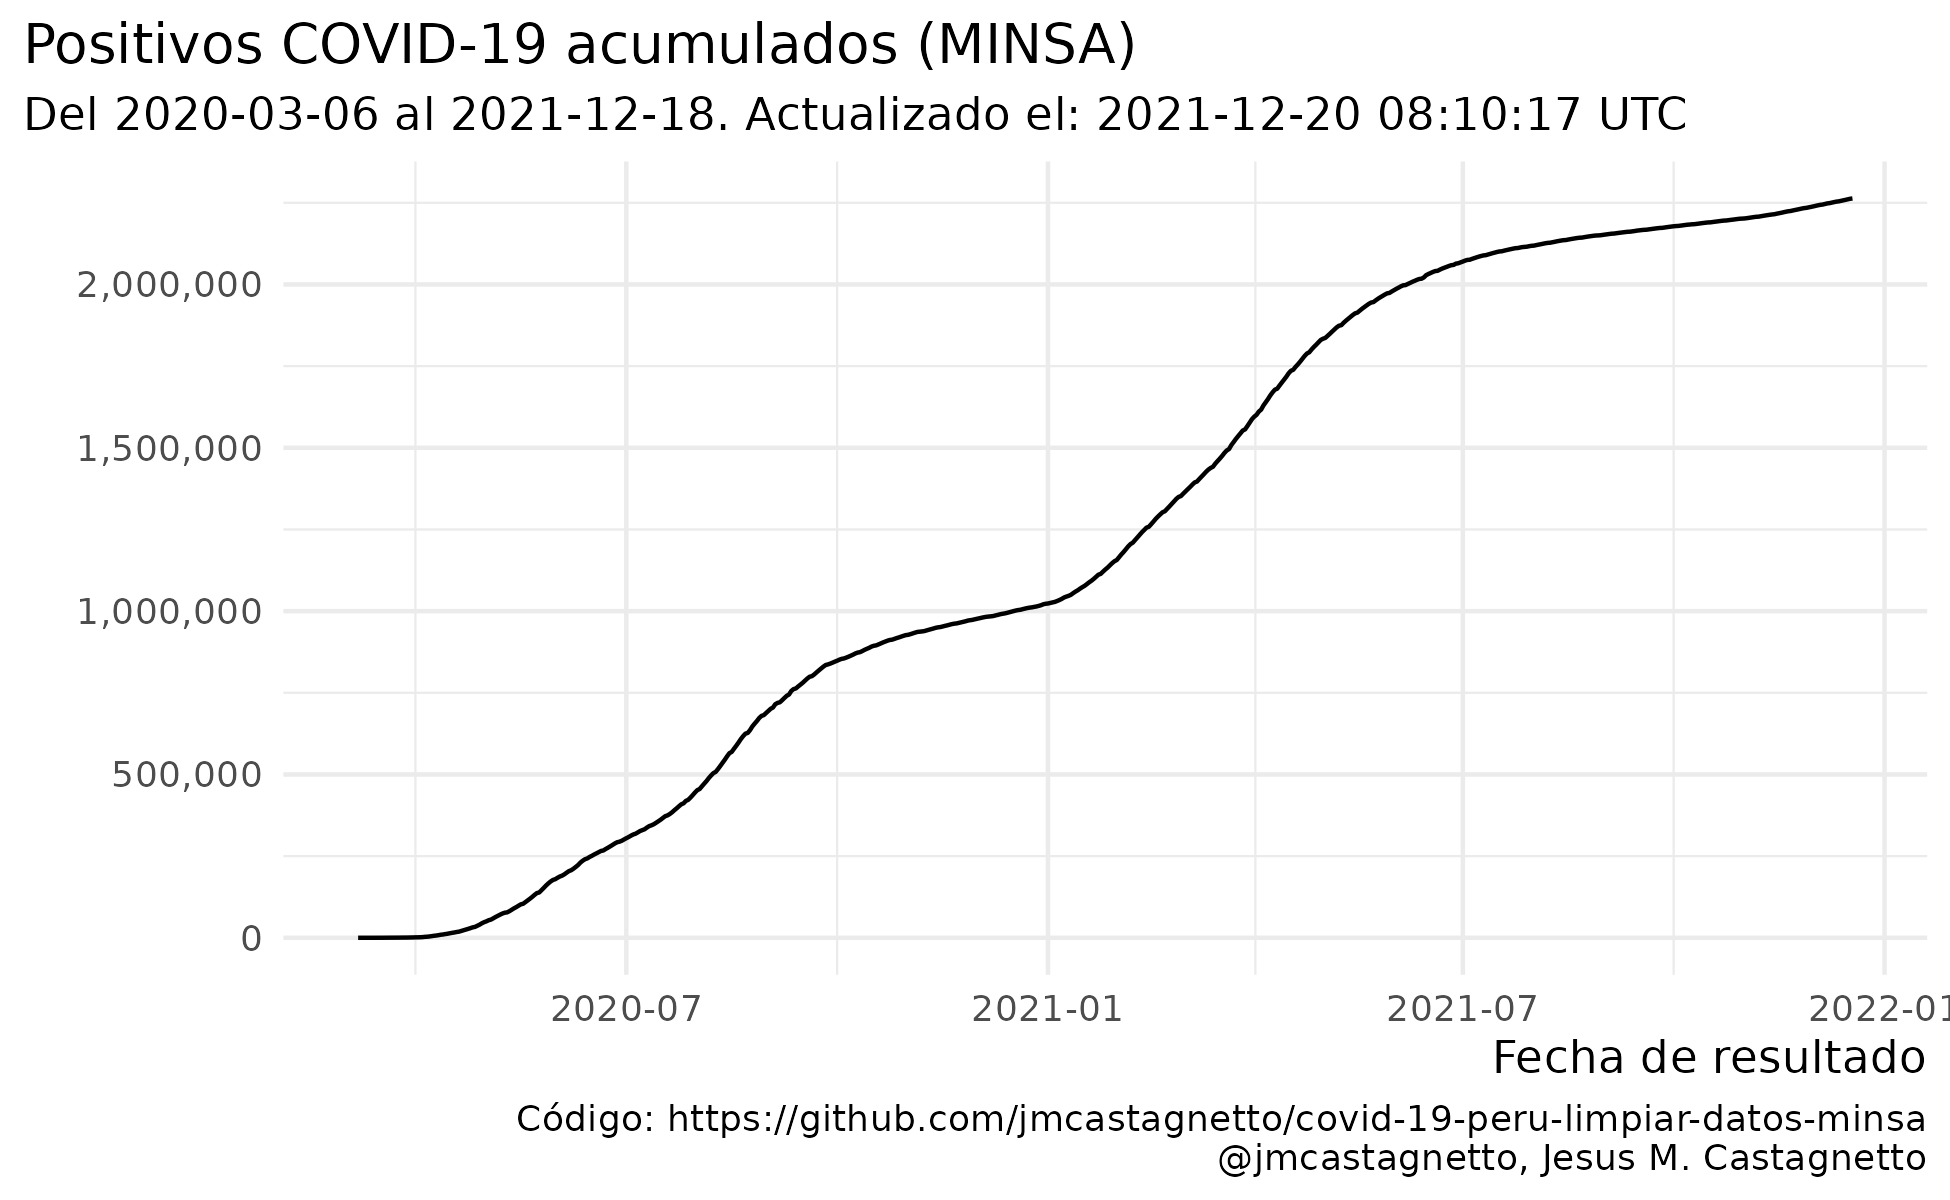 Positivos COVID-19 acumulados (MINSA)
Del 2020-03-06 al 2021-12-18. Actualizado el: 2021-12-20 08:10:17 UTC
2,000,000
1,500,000
1,000,000
500,000
0
2020-07 2021-01 2021-07 2022-01
Fecha de resultado
Código: https://github.com/jmcastagnetto/covid-19-peru-limpiar-datos-minsa
@jmcastagnetto, Jesus M. Castagnetto